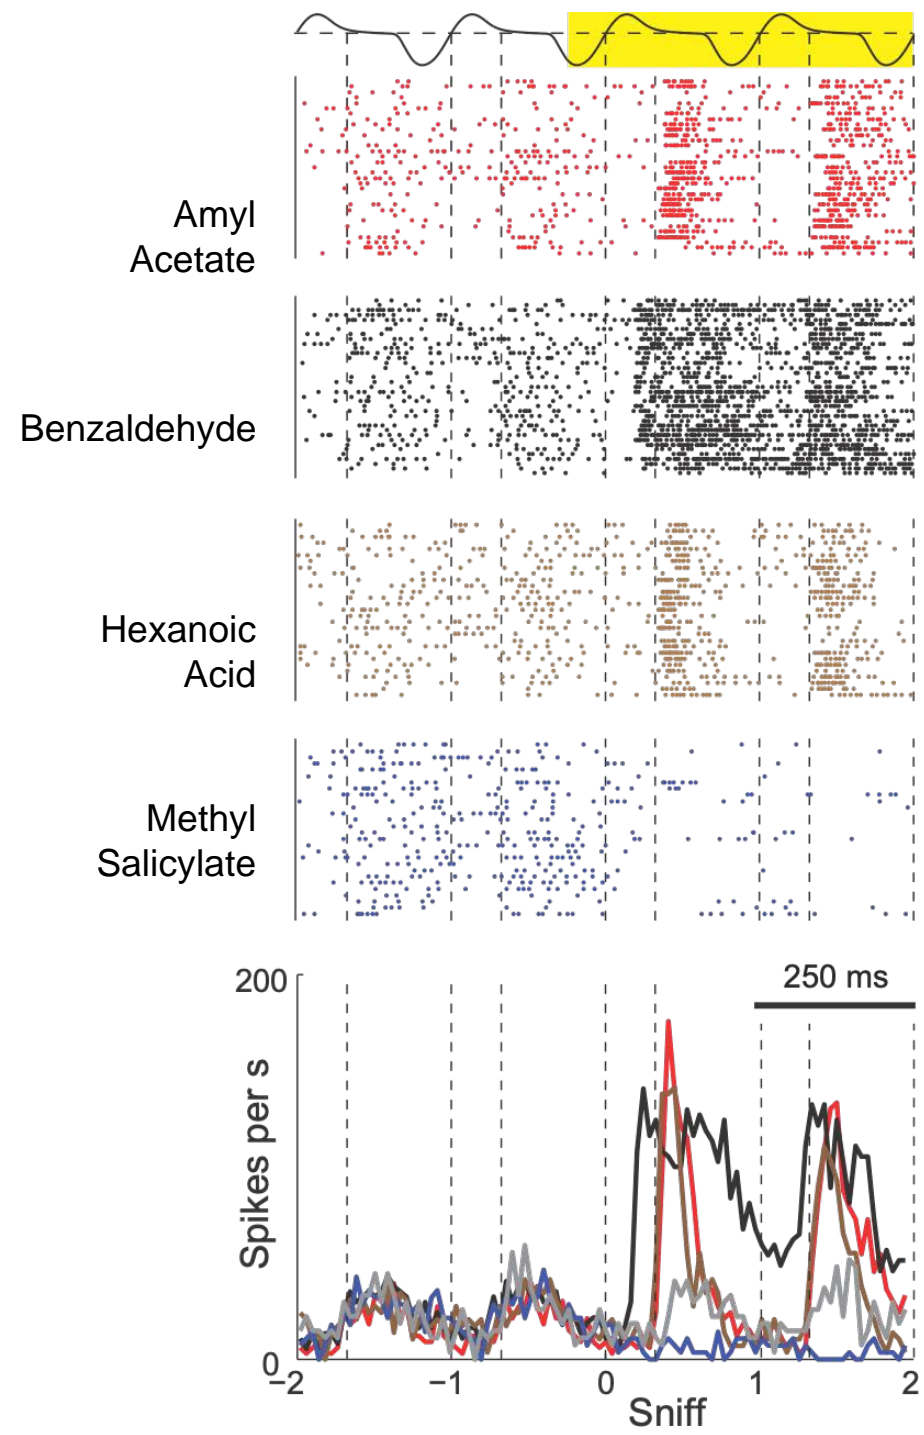 Amyl
Acetate
Benzaldehyde
Hexanoic
Acid
Methyl
Salicylate
200
250 ms
Spikes per s
0
−2
−1
0
1
2
Sniff